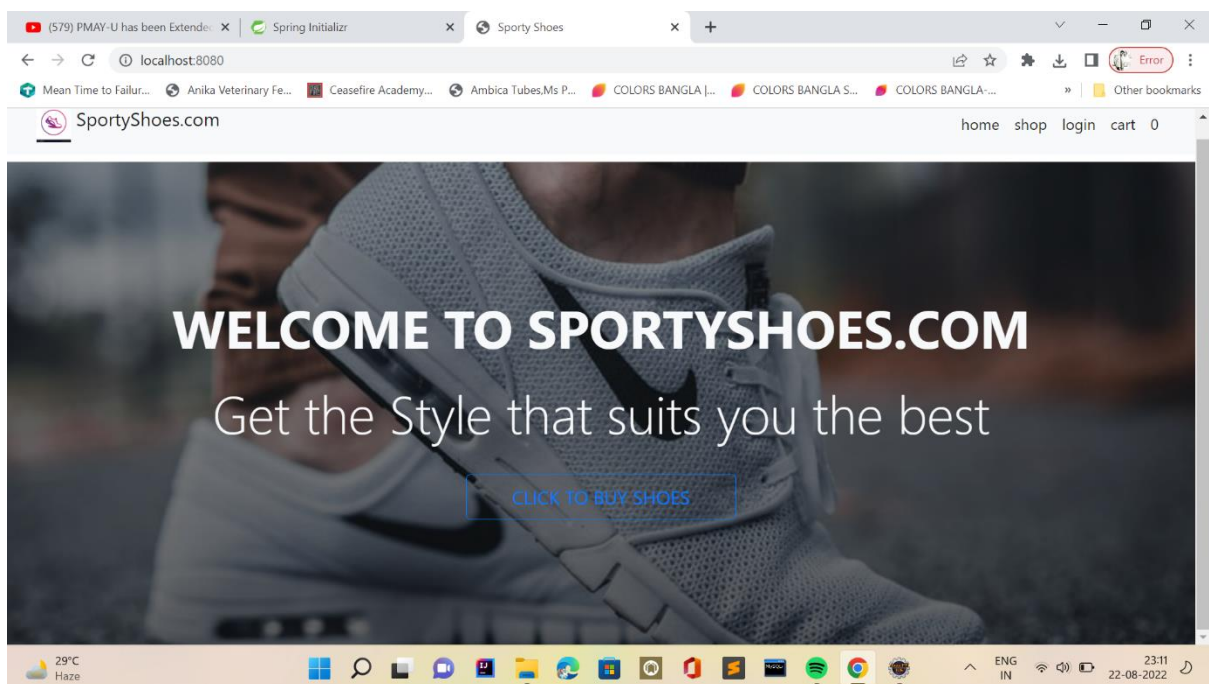 (579) PMAY-U has been Extende
Spring Initializr
Sporty Shoes
localhost:8080
Error
Mean Time to Failur...
Anika Veterinary Fe...
Ceasefire Academy...
Ambica Tubes,Ms P...
COLORS BANGLA |...
COLORS BANGLA S...
COLORS BANGLA-...
»
Other bookmarks
SportyShoes.com
home shop login cart 0
WELCOME TO SPORTYSHOES.COM
Get the Style that suits you the best
CLICK TO BUY SHOES
29°C
Haze
ENG
IN
23:11
22-08-2022